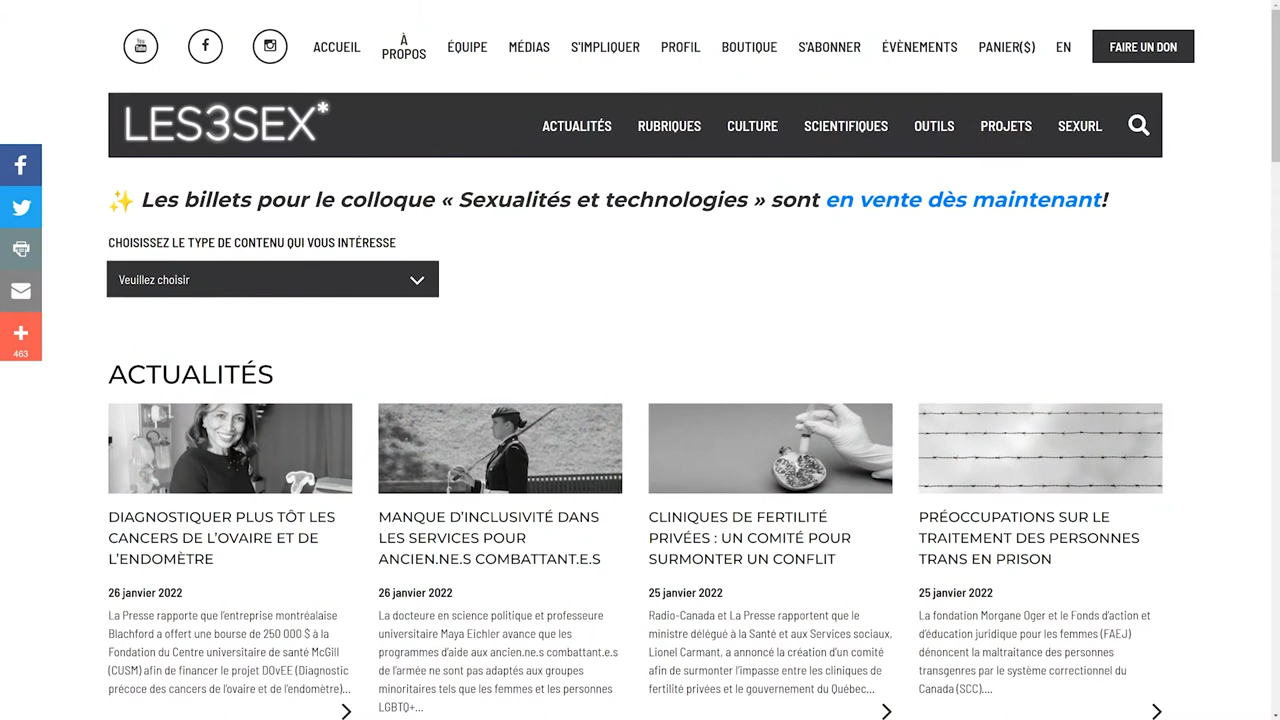 You Tube
ACCUEIL
À PROPOS
ÉQUIPE
MÉDIAS
S'IMPLIQUER
PROFIL
BOUTIQUE
S'ABONNER
ÉVÈNEMENTS
PANIER($)
EN
FAIRE UN DON
LES3SEX*
ACTUALITÉS
RUBRIQUES
CULTURE
SCIENTIFIQUES
OUTILS
PROJETS
SEXURL
✨ Les billets pour le colloque « Sexualités et technologies » sont en vente dès maintenant!
CHOISISSEZ LE TYPE DE CONTENU QUI VOUS INTÉRESSE
Veuillez choisir
463
ACTUALITÉS
DIAGNOSTIQUER PLUS TÔT LES
CANCERS DE L'OVAIRE ET DE
L'ENDOMÈTRE
26 janvier 2022
La Presse rapporte que l'entreprise montréalaise
Blachford a offert une bourse de 250 000 $ à la
Fondation du Centre universitaire de santé McGill
(CUSM) afin de financer le projet DOvEE (Diagnostic
précoce des cancers de l'ovaire et de l'endomètre)...
MANQUE D'INCLUSIVITÉ DANS
LES SERVICES POUR
ANCIEN.NE.S COMBATTANT.E.S
26 janvier 2022
La docteure en science politique et professeure
universitaire Maya Eichler avance que les
programmes d'aide aux ancien.ne.s combattant.e.s
de l'armée ne sont pas adaptés aux groupes
minoritaires tels que les femmes et les personnes
LGBTQ+...
CLINIQUES DE FERTILITÉ
PRIVÉES : UN COMITÉ POUR
SURMONTER UN CONFLIT
25 janvier 2022
Radio-Canada et La Presse rapportent que le
ministre délégué à la Santé et aux Services sociaux,
Lionel Carmant, a annoncé la création d'un comité
afin de surmonter l'impasse entre les cliniques de
fertilité privées et le gouvernement du Québec...
PRÉOCCUPATIONS SUR LE
TRAITEMENT DES PERSONNES
TRANS EN PRISON
25 janvier 2022
La fondation Morgane Oger et le Fonds d'action et
d'éducation juridique pour les femmes (FAEJ)
dénoncent la maltraitance des personnes
transgenres par le système correctionnel du
Canada (SCC)....